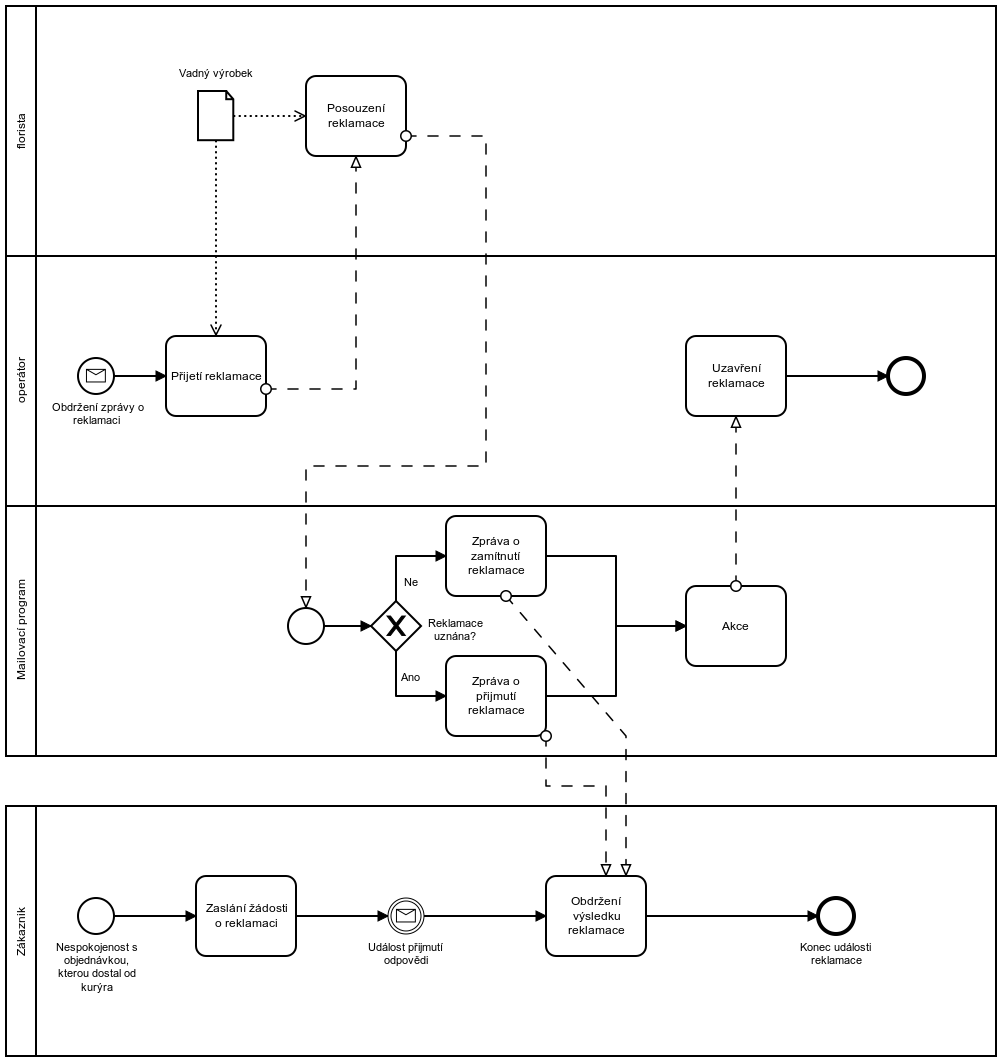 florista
Vadný výrobek
Posouzení
reklamace
operátor
Obdržení zprávy o
reklamaci
Přijetí reklamace
Uzavření
reklamace
Mailovací program
Ne
Reklamace
uznána?
Ano
Zpráva o
zamítnutí
reklamace
Zpráva o
přijmutí
reklamace
Akce
Zákaznik
Nespokojenost s
objednávkou,
kterou dostal od
kurýra
Zaslání žádosti
o reklamaci
Událost přijmutí
odpovědi
Obdržení
výsledku
reklamace
Konec události
reklamace